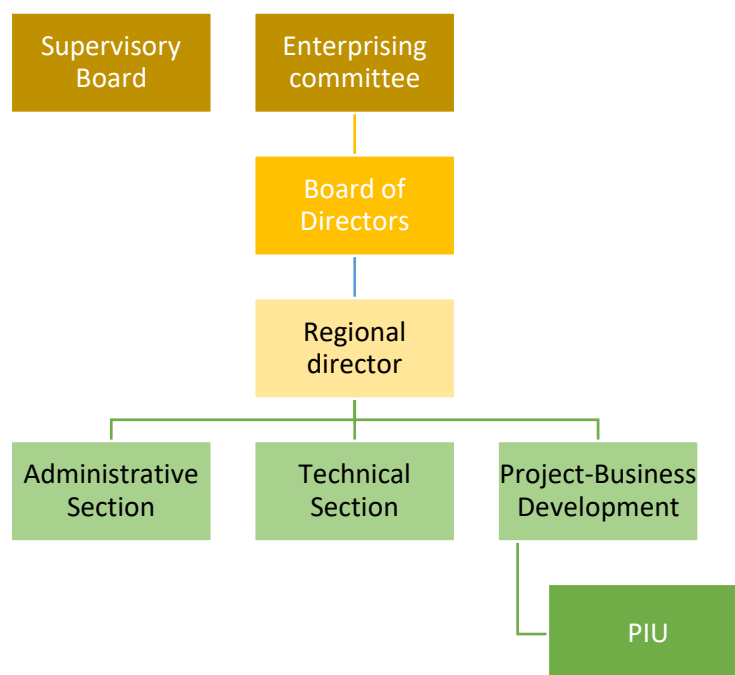 Supervisory
Board
Enterprising
committee
Board of
Directors
Regional
director
Administrative
Section
Technical
Section
Project-Business
Development
PIU